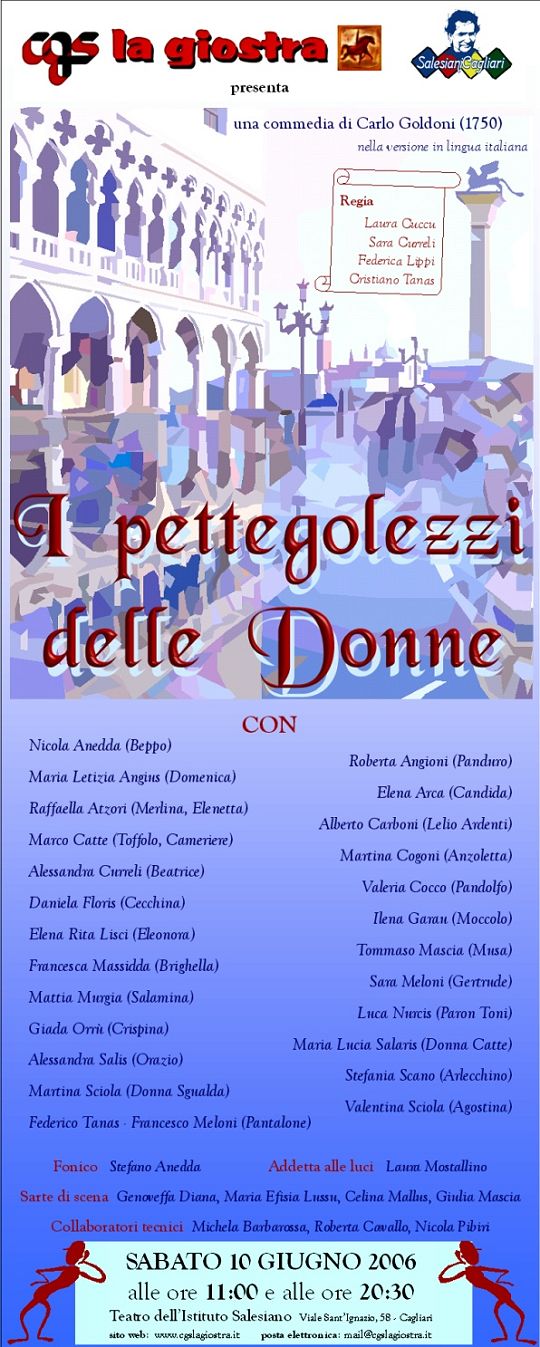 cgs la giostra
Salesiani Cagliari
presenta
una commedia di Carlo Goldoni (1750)
nella versione in lingua italiana
Regia
Laura Cuccu
Sara Curreli
Federica Lippi
Cristiano Tanas
I pettegolezzi
delle Donne
CON
Nicola Anedda (Beppo)
Roberta Angioni (Panduro)
Maria Letizia Angius (Domenica)
Elena Arca (Candida)
Raffaella Atzori (Merlina, Elenetta)
Alberto Carboni (Lelio Ardenti)
Marco Catte (Toffolo, Cameriere)
Martina Cogoni (Anzoletta)
Alessandra Curreli (Beatrice)
Valeria Cocco (Pandolfo)
Daniela Floris (Cecchina)
Ilena Garau (Moccolo)
Elena Rita Lisci (Eleonora)
Tommaso Mascia (Musa)
Francesca Massidda (Brighella)
Sara Meloni (Gertrude)
Mattia Murgia (Salamina)
Luca Nurcis (Paron Toni)
Giada Orrù (Crispina)
Maria Lucia Salaris (Donna Catte)
Alessandra Salis (Orazio)
Stefania Scano (Arlecchino)
Martina Sciola (Donna Sgualda)
Valentina Sciola (Agostina)
Federico Tanas - Francesco Meloni (Pantalone)
Fonico Stefano Anedda Addetta alle luci Laura Mostallino
Sarte di scena Genoveffa Diana, Maria Efisia Lussu, Celina Mallus, Giulia Mascia
Collaboratori tecnici Michela Barbarossa, Roberta Cavallo, Nicola Pibiri
SABATO 10 GIUGNO 2006
alle ore 11:00 e alle ore 20:30
Teatro dell'Istituto Salesiano Viale Sant'Ignazio, 58 - Cagliari
sito web: www.cgslagiostra.it posta elettronica: mail@cgslagiostra.it